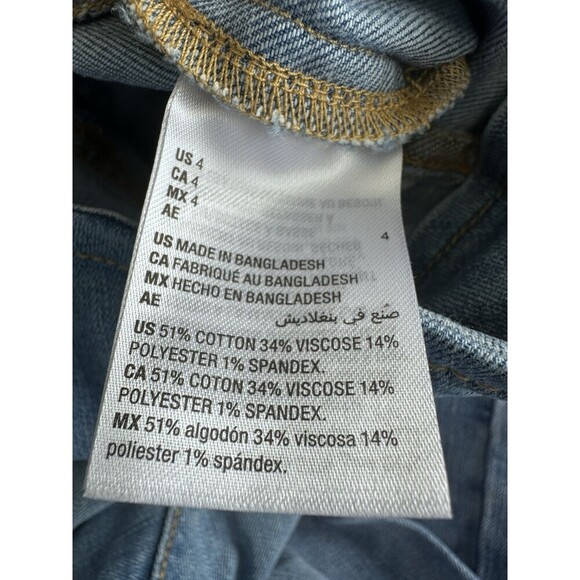 US 4
CA 4
MX 4
AE 4
US MADE IN BANGLADESH
CA FABRIQUÉ AU BANGLADESH
MX HECHO EN BANGLADESH
AE صنع في بنغلاديش
US 51% COTTON 34% VISCOSE 14%
POLYESTER 1% SPANDEX.
CA 51% COTON 34% VISCOSE 14%
POLYESTER 1% SPANDEX.
MX 51% algodón 34% viscosa 14%
poliester 1% spándex.